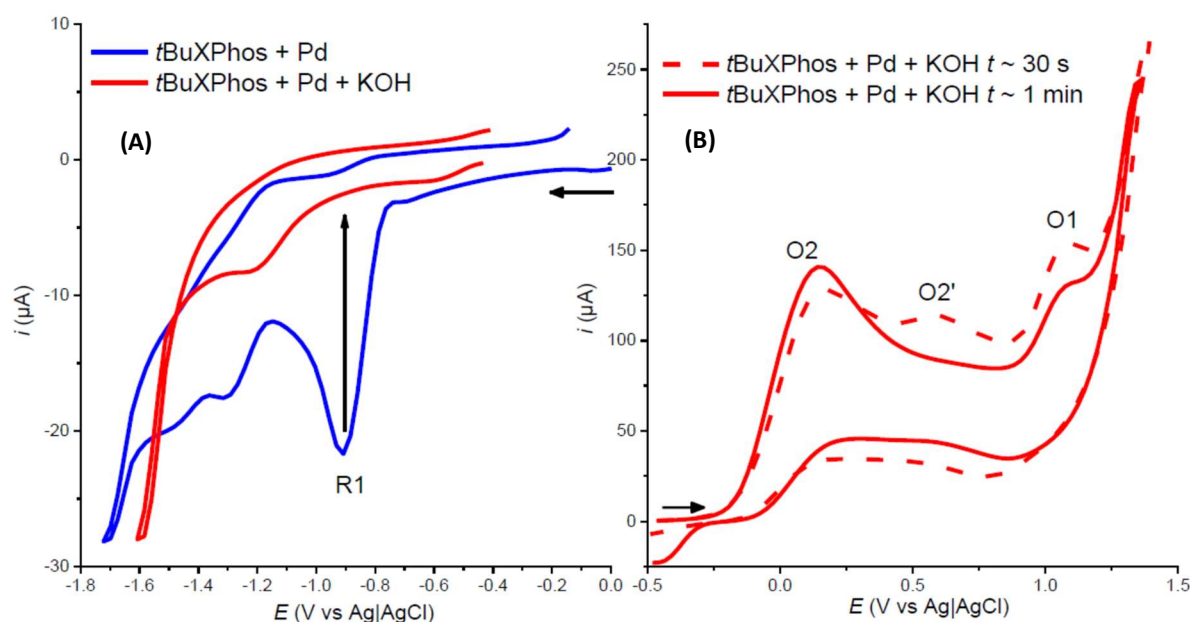 10
0
-10
-20
-30
i (µA)
tBuXPhos + Pd
tBuXPhos + Pd + KOH
(A)
R1
-1.8 -1.6 -1.4 -1.2 -1.0 -0.8 -0.6 -0.4 -0.2 0.0
E (V vs Ag|AgCl)
250
200
150
100
50
0
i (µA)
tBuXPhos + Pd + KOH t ~ 30 s
tBuXPhos + Pd + KOH t ~ 1 min
(B)
O2
O2'
O1
-0.5 0.0 0.5 1.0 1.5
E (V vs Ag|AgCl)